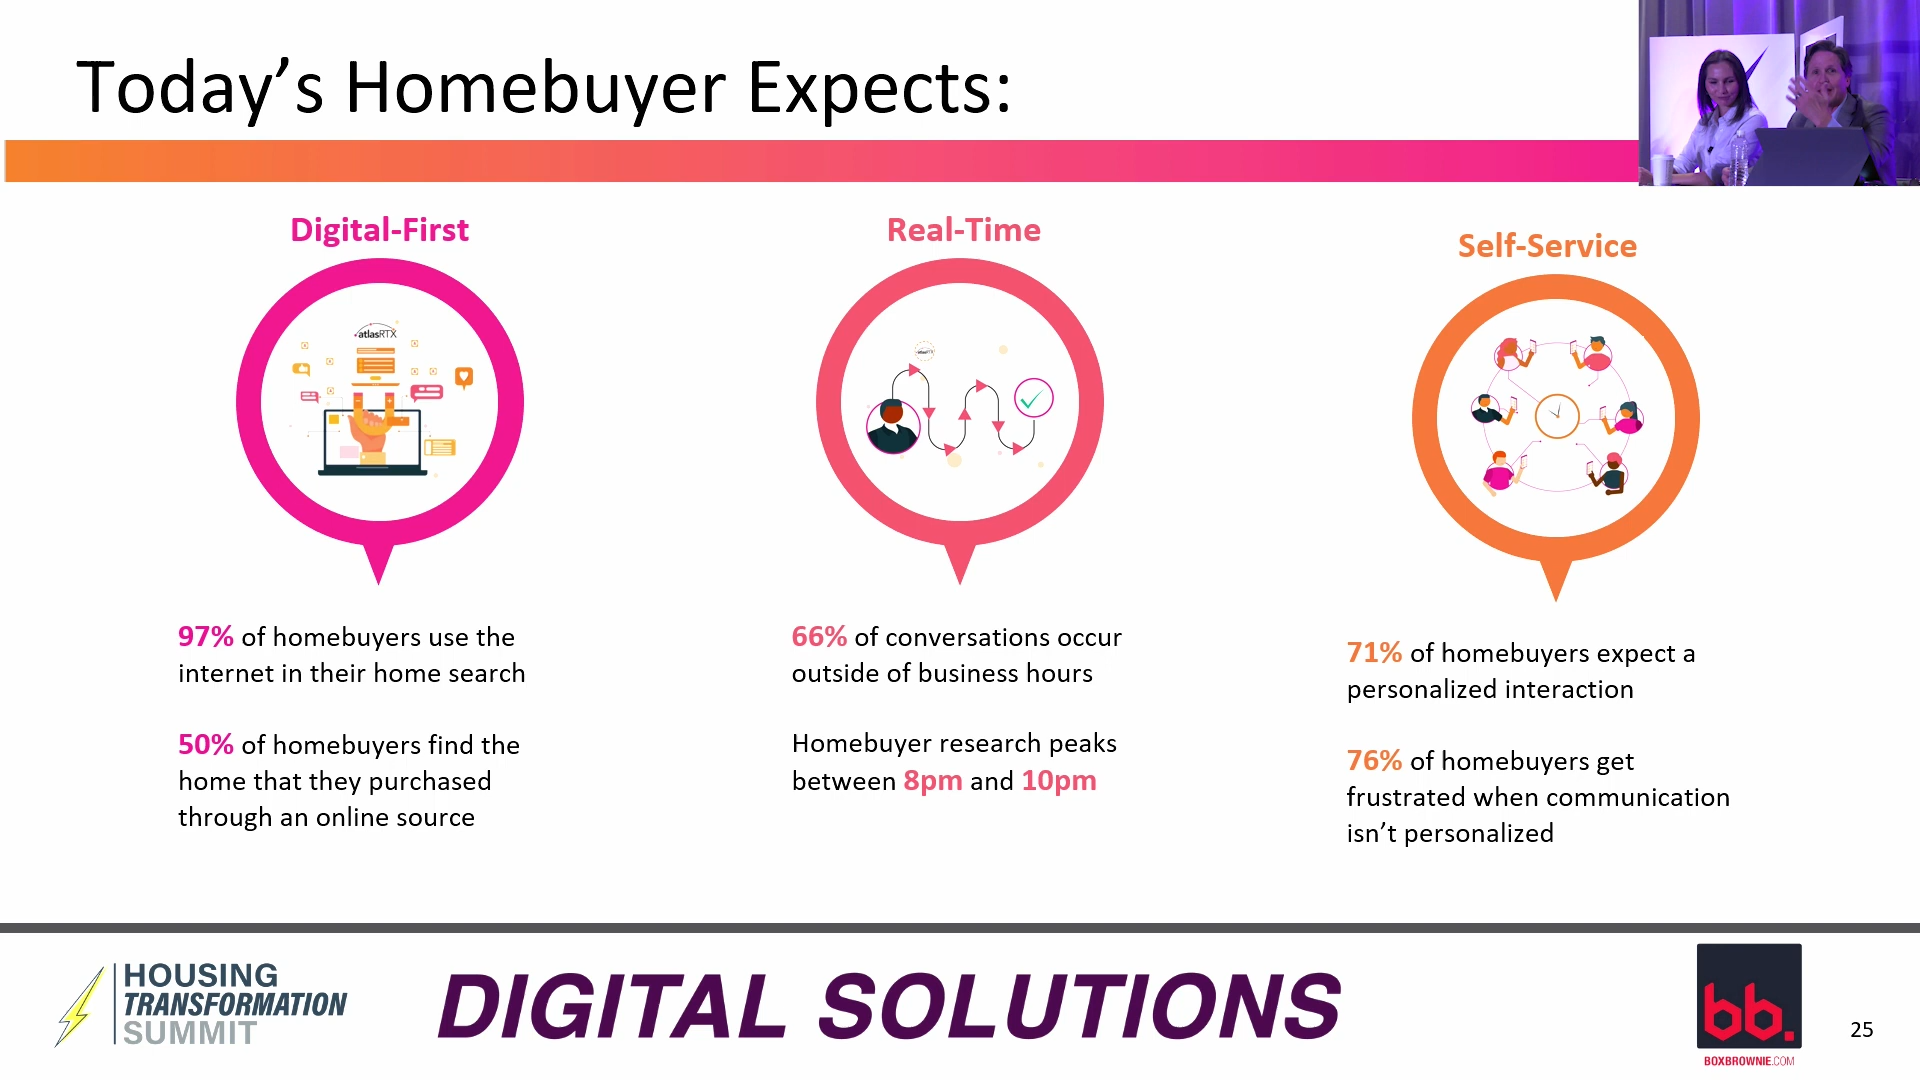 Today’s Homebuyer Expects:
Digital-First
atlasRTX
97% of homebuyers use the
internet in their home search
50% of homebuyers find the
home that they purchased
through an online source
Real-Time
66% of conversations occur
outside of business hours
Homebuyer research peaks
between 8pm and 10pm
Self-Service
71% of homebuyers expect a
personalized interaction
76% of homebuyers get
frustrated when communication
isn’t personalized
HOUSING
TRANSFORMATION
SUMMIT
DIGITAL SOLUTIONS
bb.
BOXBROWNIE.COM
25